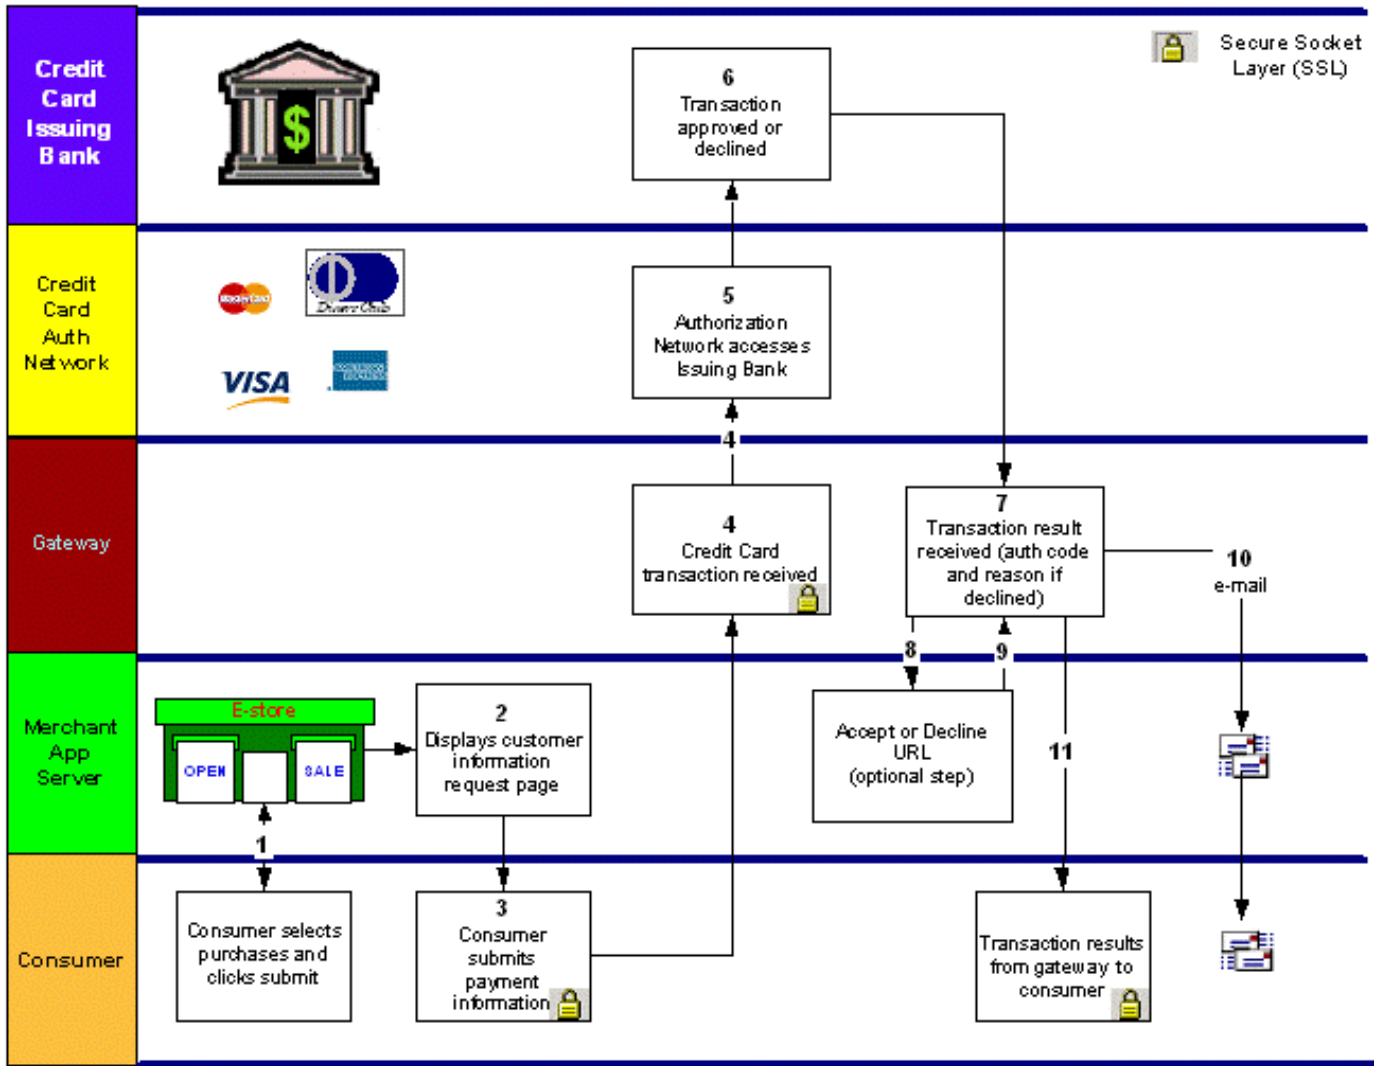 Credit
Card
Issuing
Bank
$
6
Transaction
approved or
declined
Secure Socket
Layer (SSL)
Credit
Card
Auth
Network
MasterCard
Diners Club
VISA
5
Authorization
Network accesses
Issuing Bank
4
Gateway
4
Credit Card
transaction received
7
Transaction result
received (auth code
and reason if
declined)
10
e-mail
8
9
Merchant
App
Server
E-store
OPEN
SALE
2
Displays customer
information
request page
Accept or Decline
URL
(optional step)
11
1
Consumer
Consumer selects
purchases and
clicks submit
3
Consumer
submits
payment
information
Transaction results
from gateway to
consumer